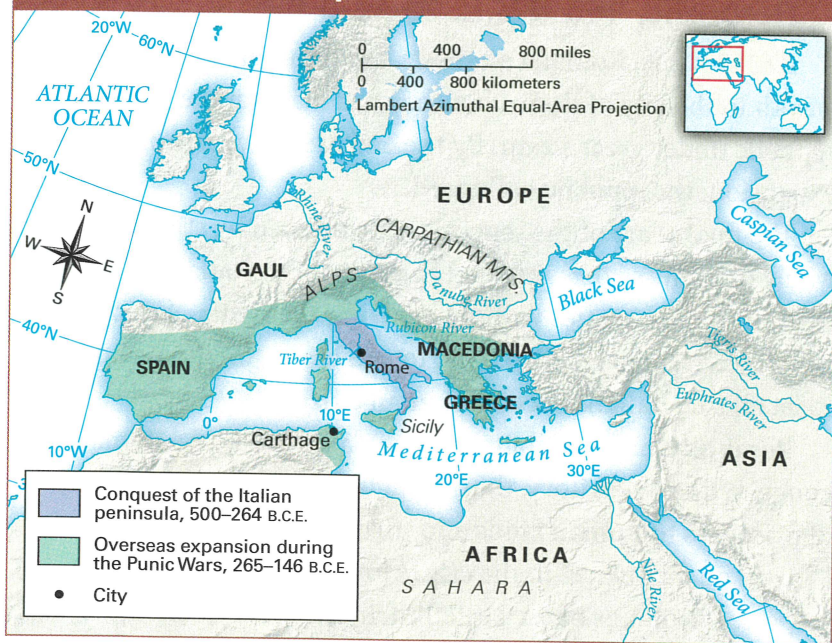 20°W
60°N
0 400 800 miles
0 400 800 kilometers
Lambert Azimuthal Equal-Area Projection
ATLANTIC
OCEAN
50°N
N
W E
S
EUROPE
Rhine River
CARPATHIAN MTS.
Caspian Sea
GAUL
ALPS
Danube River
Black Sea
40°N
Rubicon River
SPAIN
Tiber River
Rome
MACEDONIA
Tigris River
GREECE
Euphrates River
0°
10°E
Sicily
Carthage
10°W
Mediterranean Sea
20°E
30°E
ASIA
Conquest of the Italian
peninsula, 500–264 B.C.E.
Overseas expansion during
the Punic Wars, 265–146 B.C.E.
City
AFRICA
SAHARA
Nile River
Red Sea